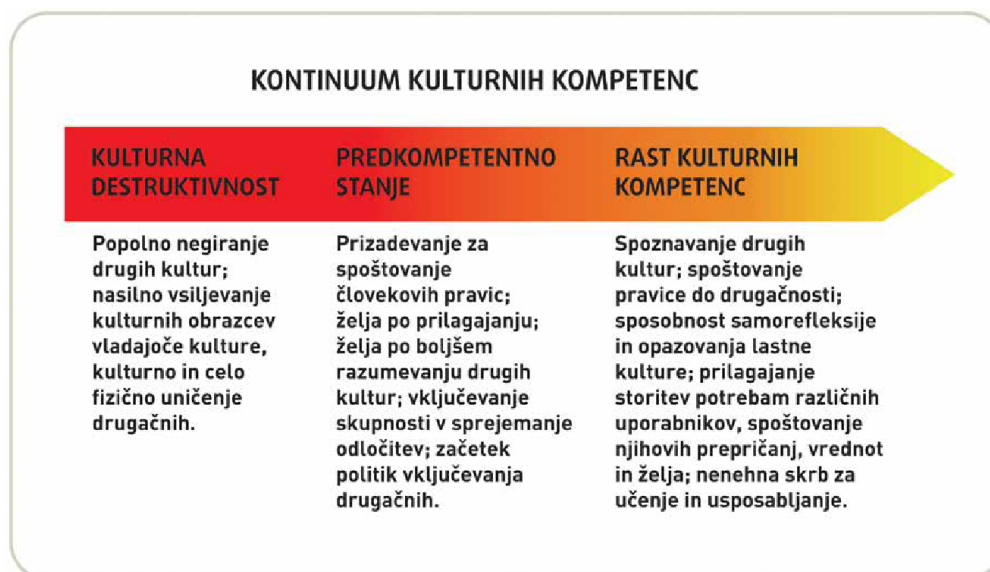 KONTINUUM KULTURNIH KOMPETENC
KULTURNA
DESTRUKTIVNOST
Popolno negiranje
drugih kultur;
nasilno vsiljevanje
kulturnih obrazcev
vladajoče kulture,
kulturno in celo
fizično uničenje
drugačnih.
PREDKOMPETENTNO
STANJE
Prizadevanje za
spoštovanje
človekovih pravic;
želja po prilagajanju;
želja po boljšem
razumevanju drugih
kultur; vključevanje
skupnosti v sprejemanje
odločitev; začetek
politik vključevanja
drugačnih.
RAST KULTURNIH
KOMPETENC
Spoznavanje drugih
kultur; spoštovanje
pravice do drugačnosti;
sposobnost samorefleksije
in opazovanja lastne
kulture; prilagajanje
storitev potrebam različnih
uporabnikov, spoštovanje
njihovih prepričanj, vrednot
in želja; nenehna skrb za
učenje in usposabljanje.